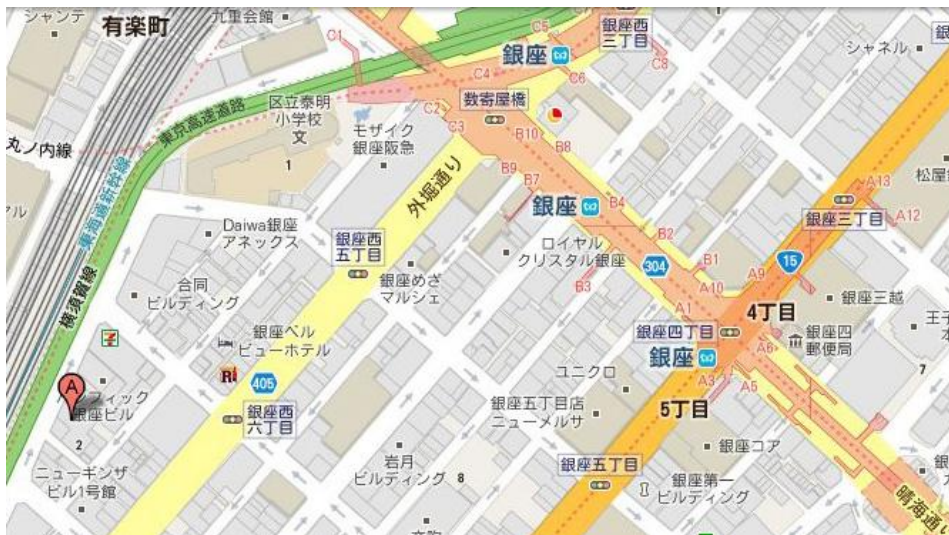 シャンテ
九重会館
有楽町
C1
C5
銀座西
三丁目
シャネル
銀座
C4
C6
C8
区立泰明
小学校
文
C2
数寄屋橋
東京高速道路
モザイク
銀座阪急
C3
B10
B8
丸ノ内線
1
B9
外堀通り
B7
松屋
A13
東海道新幹線
銀座
B4
A12
銀座三丁目
Daiwa銀座
アネックス
銀座西
五丁目
B2
ロイヤル
クリスタル銀座
304
B1
15
A9
横須賀線
合同
ビルディング
銀座めざ
マルシェ
B3
A10
銀座三越
A1
4丁目
銀座ベル
ビューホテル
銀座四丁目
銀座四
郵便局
銀座
A6
Ri
405
ユニクロ
A3
A5
7
A
フィック
銀座ビル
銀座西
六丁目
銀座五丁目店
ニューメルサ
5丁目
2
銀座コア
岩月
ビルディング
8
銀座五丁目
ニューギンザ
ビル1号館
銀座第一
ビルディング
晴海通り